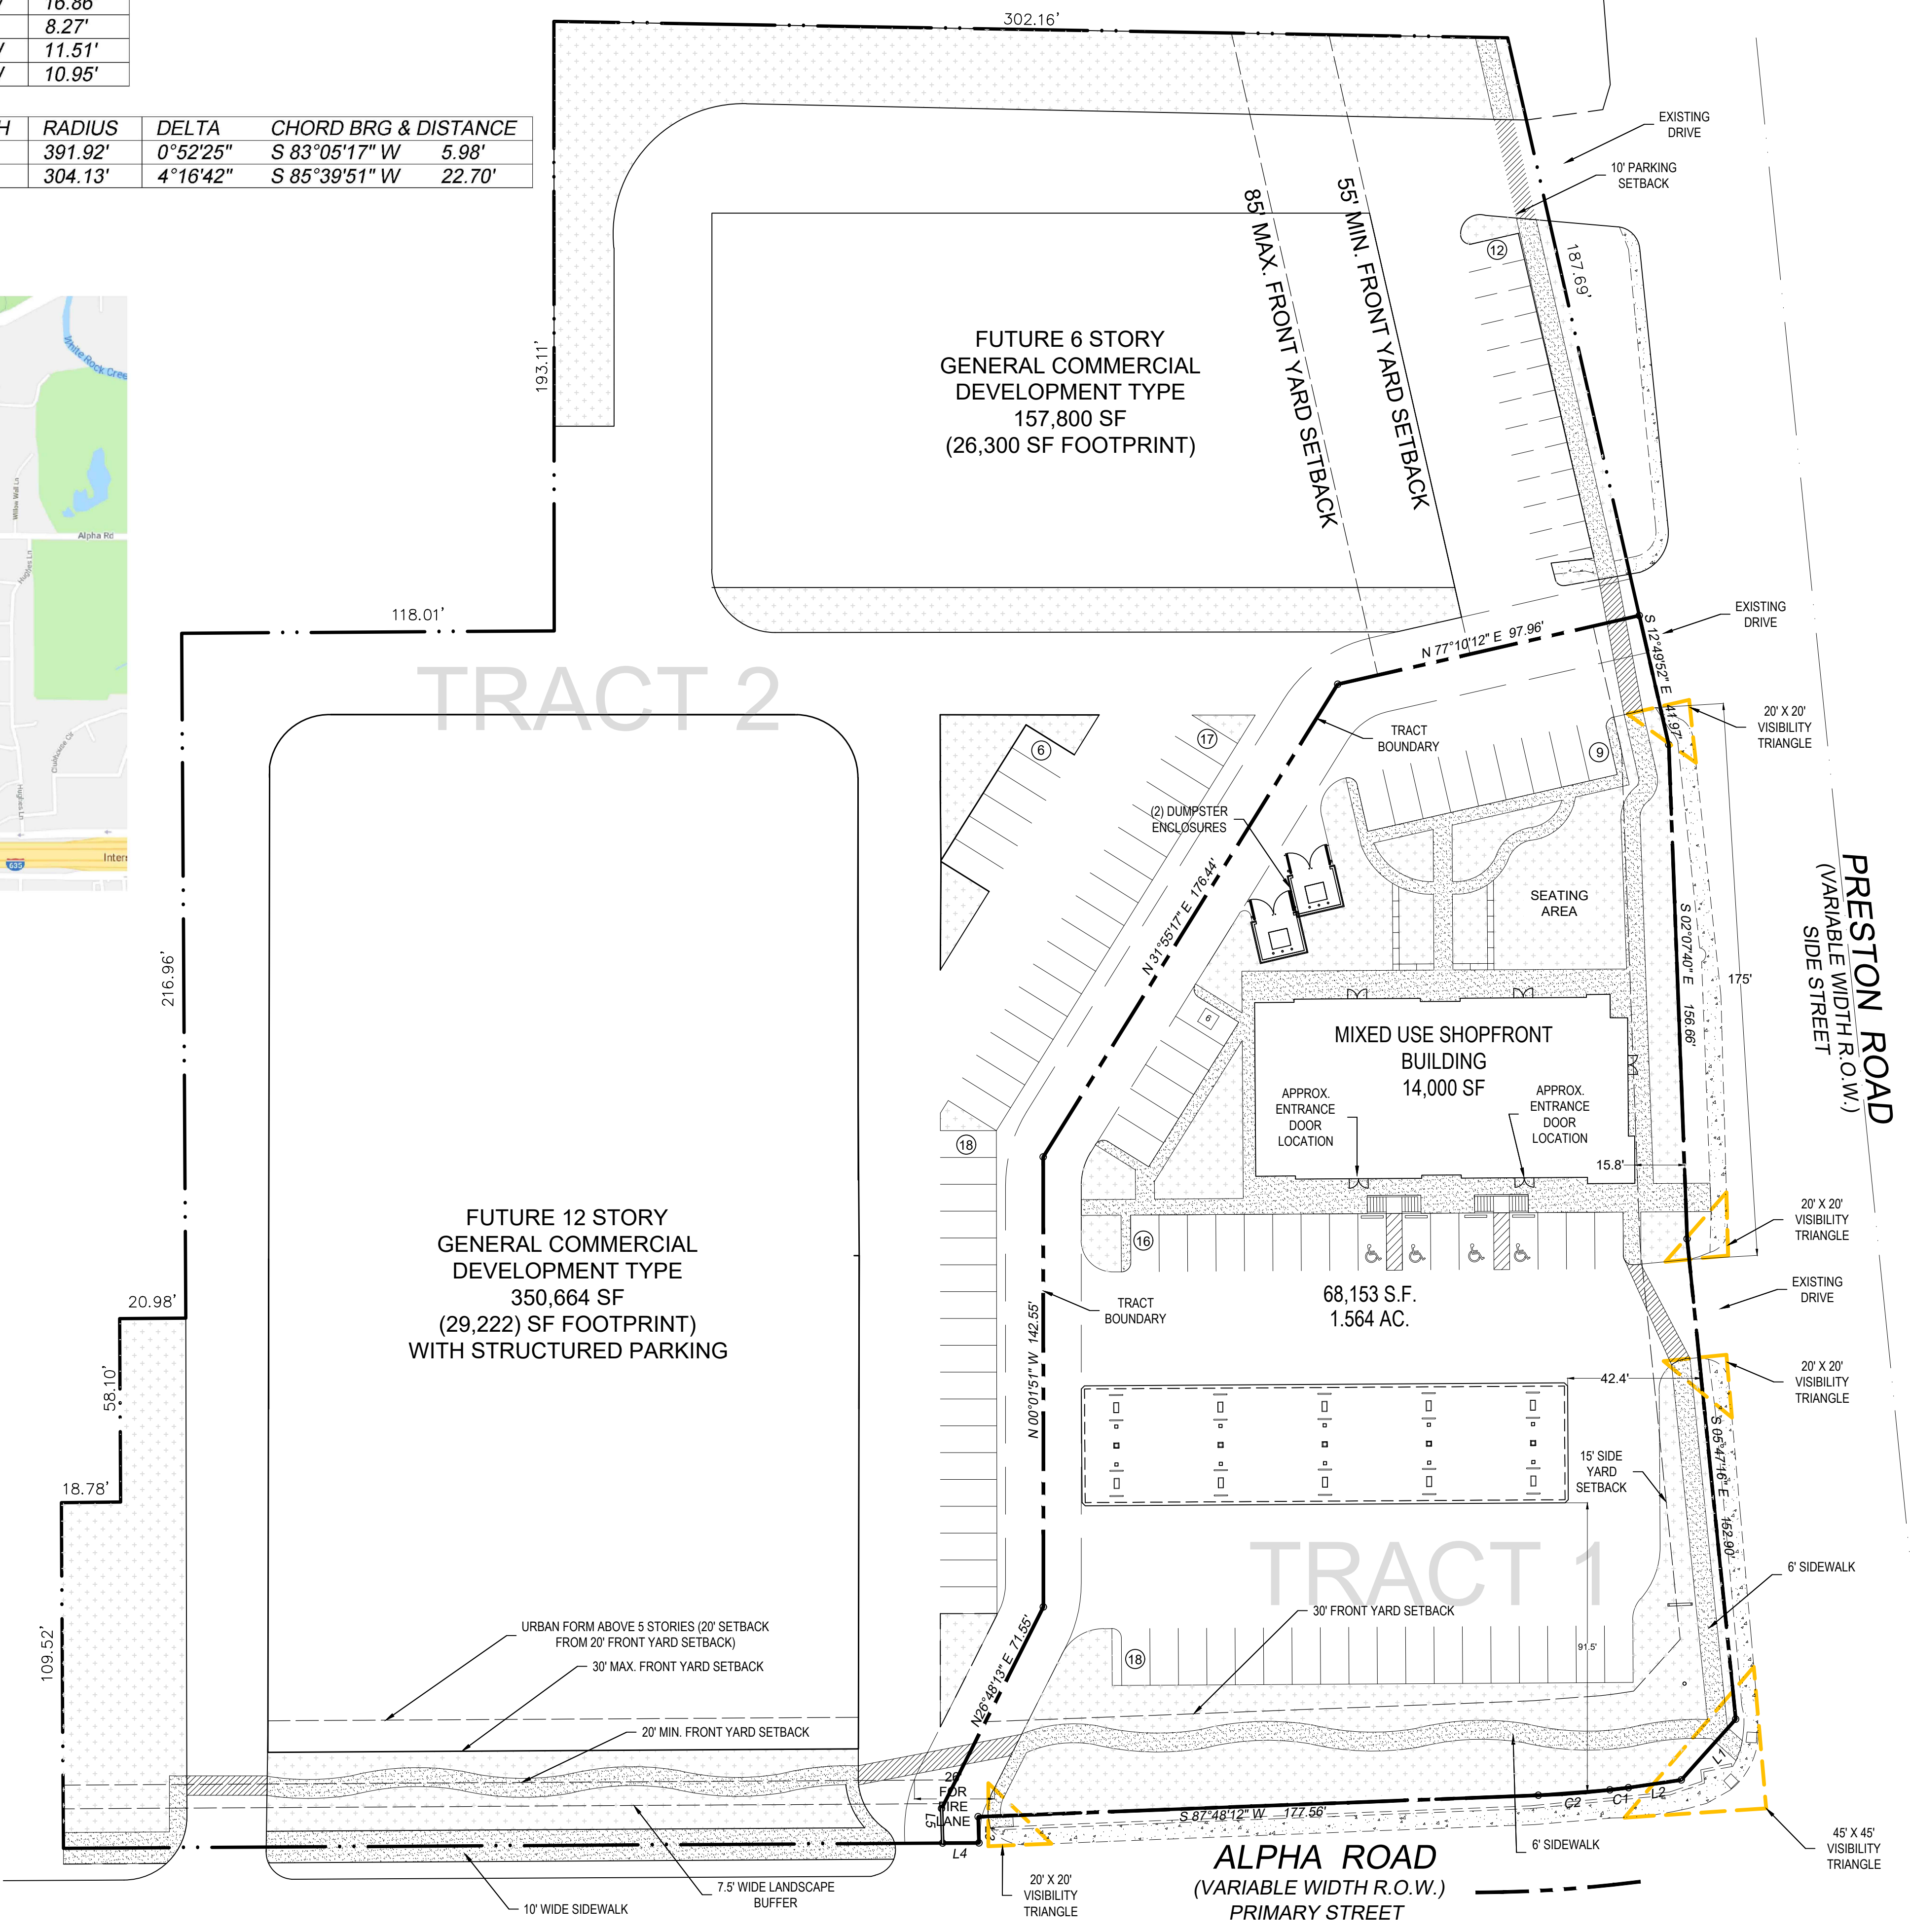 16.86'
8.27'
11.51'
10.95'
RADIUS DELTA CHORD BRG & DISTANCE
391.92' 0°52'25" S 83°05'17" W 5.98'
304.13' 4°16'42" S 85°39'51" W 22.70'
White Rock Cree
Willow Wall Ln
Alpha Rd
Hughes Ln
Hughes Ln
635
Interr
302.16'
EXISTING
DRIVE
10' PARKING
SETBACK
85' MAX. FRONT YARD SETBACK
55' MIN. FRONT YARD SETBACK
12
187.69'
193.11'
FUTURE 6 STORY
GENERAL COMMERCIAL
DEVELOPMENT TYPE
157,800 SF
(26,300 SF FOOTPRINT)
118.01'
TRACT 2
N 77°10'12" E 97.96'
EXISTING
DRIVE
S 12°49'52" E 41.97'
20' X 20'
VISIBILITY
TRIANGLE
TRACT
BOUNDARY
6
17
9
(2) DUMPSTER
ENCLOSURES
N 31°55'17" E 176.44'
SEATING
AREA
S 02°07'40" E 156.66'
175'
PRESTON ROAD
(VARIABLE WIDTH R.O.W.)
SIDE STREET
216.96'
6
MIXED USE SHOPFRONT
BUILDING
14,000 SF
APPROX.
ENTRANCE
DOOR
LOCATION
APPROX.
ENTRANCE
DOOR
LOCATION
15.8'
18
20' X 20'
VISIBILITY
TRIANGLE
16
FUTURE 12 STORY
GENERAL COMMERCIAL
DEVELOPMENT TYPE
350,664 SF
(29,222) SF FOOTPRINT)
WITH STRUCTURED PARKING
20.98'
58.10'
18.78'
109.52'
N 00°01'51" W 142.55'
TRACT
BOUNDARY
68,153 S.F.
1.564 AC.
EXISTING
DRIVE
20' X 20'
VISIBILITY
TRIANGLE
42.4'
S 05°47'16" E 152.90'
15' SIDE
YARD
SETBACK
TRACT 1
6' SIDEWALK
30' FRONT YARD SETBACK
91.5'
18
N26°48'13" E 71.55'
URBAN FORM ABOVE 5 STORIES (20' SETBACK
FROM 20' FRONT YARD SETBACK)
30' MAX. FRONT YARD SETBACK
20' MIN. FRONT YARD SETBACK
FOR
FIRE
LANE
L5
L4
S 87°48'12" W 177.56'
C2
C1
L2
L1
6' SIDEWALK
45' X 45'
VISIBILITY
TRIANGLE
20' X 20'
VISIBILITY
TRIANGLE
7.5' WIDE LANDSCAPE
BUFFER
10' WIDE SIDEWALK
ALPHA ROAD
(VARIABLE WIDTH R.O.W.)
PRIMARY STREET